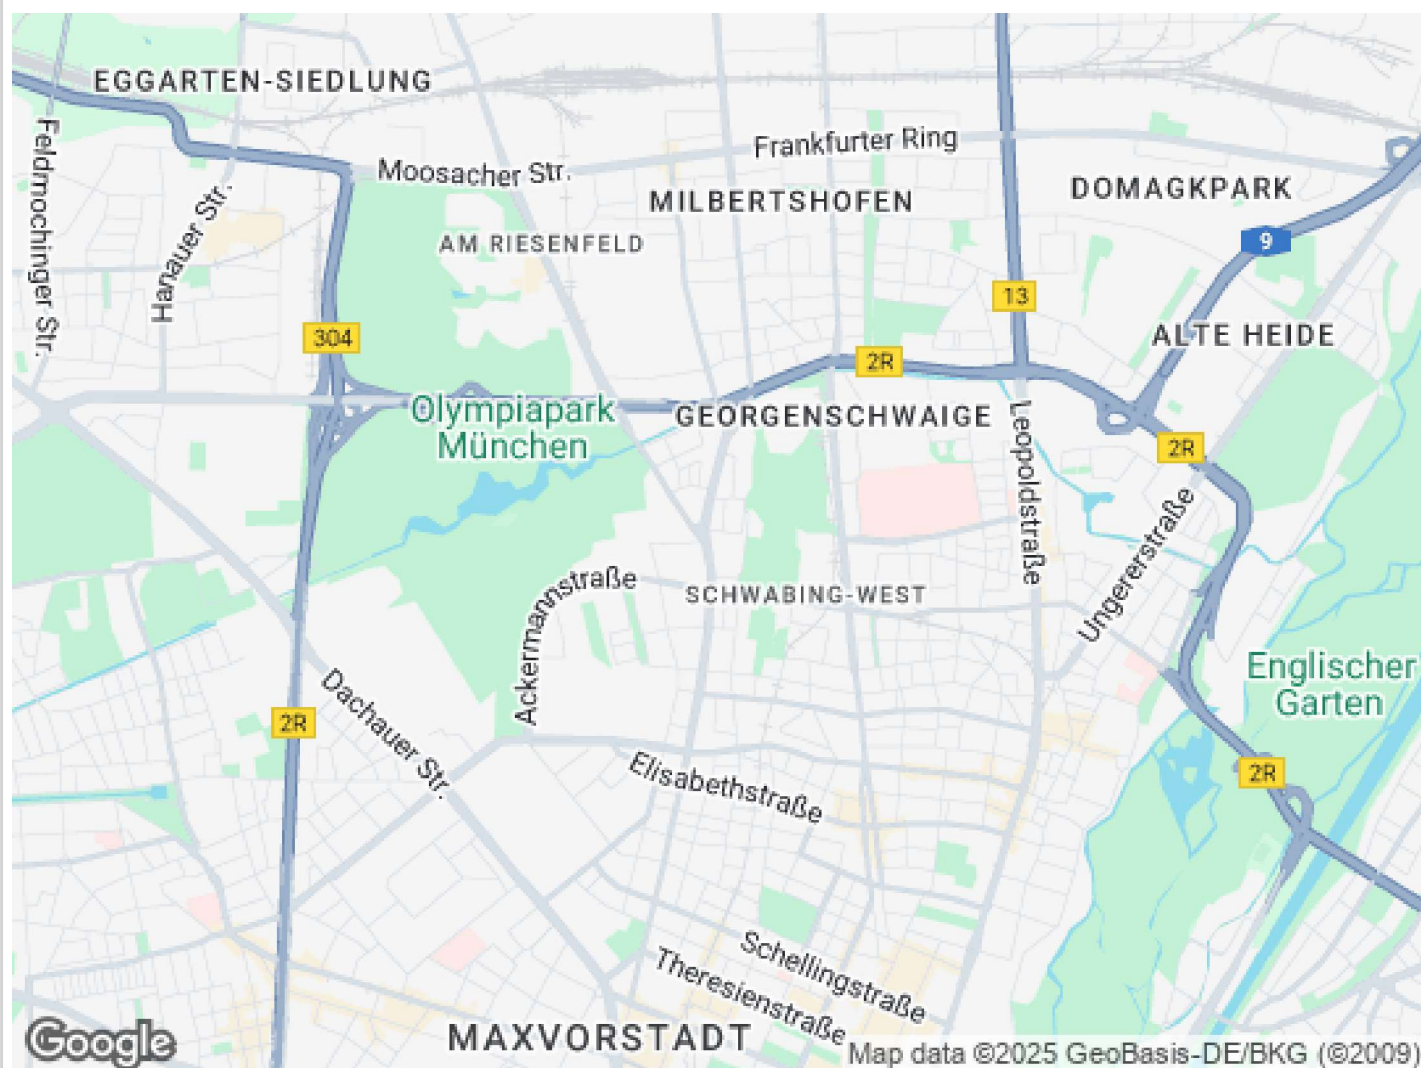 EGGARTEN-SIEDLUNG
Feldmochinger Str.
Frankfurter Ring
Moosacher Str.
Hanauer Str.
MILBERTSHOFEN
DOMAGKPARK
AM RIESENFELD
9
13
304
ALTE HEIDE
2R
Olympiapark
München
GEORGENSCHWAIGE
Leopoldstraße
2R
Ungererstraße
Ackermannstraße
SCHWABING-WEST
Englischer
Garten
Dachauer Str.
2R
Elisabethstraße
2R
Schellingstraße
Theresienstraße
MAXVORSTADT
Google
Map data ©2025 GeoBasis-DE/BKG (©2009)